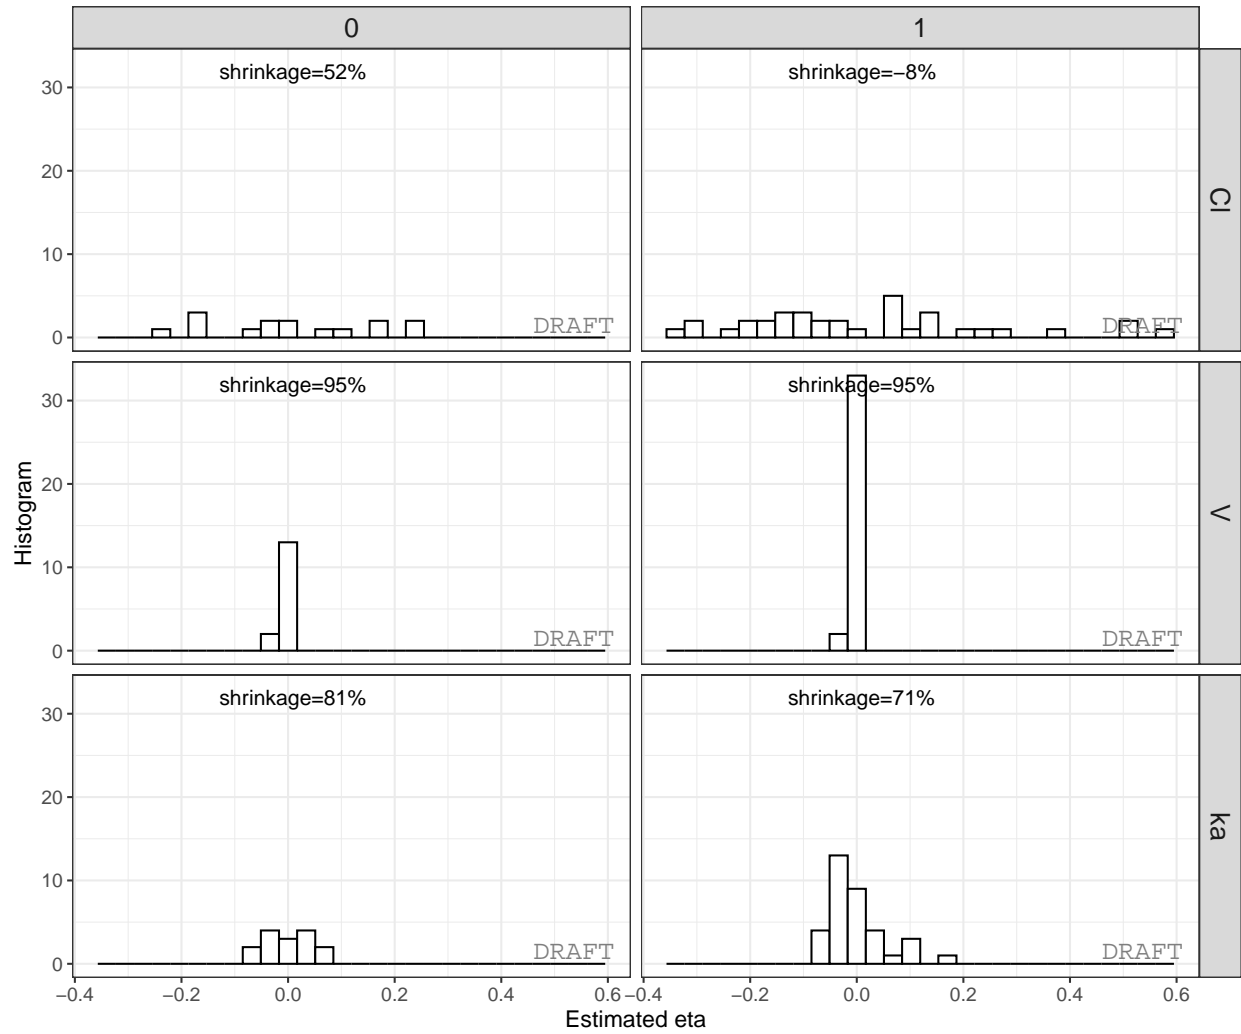 0 1
shrinkage=52% shrinkage=−8%
30
20
10
0
DRAFT DRAFT
Cl
shrinkage=95% shrinkage=95%
30
20
10
0
DRAFT DRAFT
V
Histogram
shrinkage=81% shrinkage=71%
30
20
10
0
DRAFT DRAFT
ka
−0.4 −0.2 0.0 0.2 0.4 0.6 −0.4 −0.2 0.0 0.2 0.4 0.6
Estimated eta